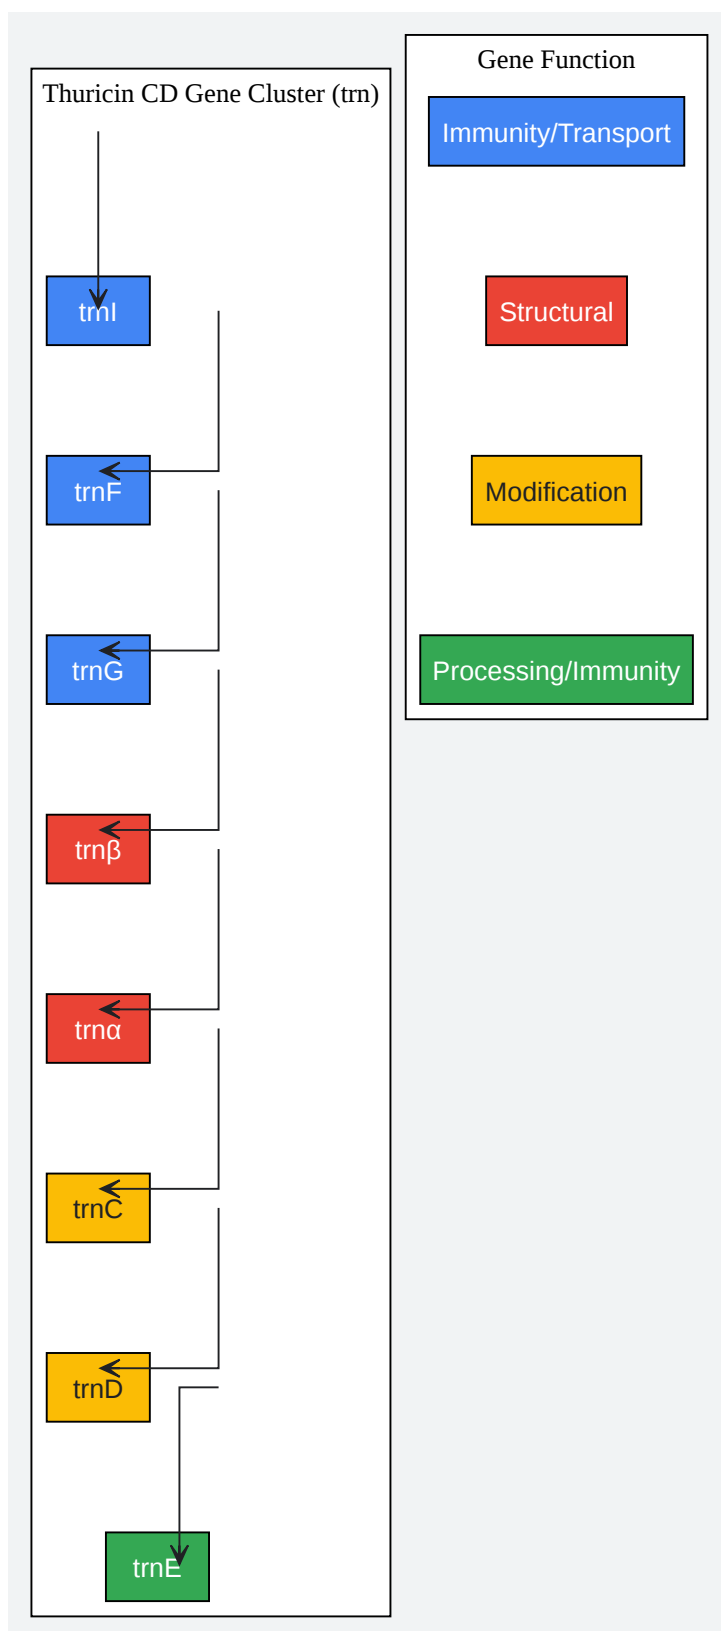 Thuricin CD Gene Cluster (trn)
trnI
trnF
trnG
trnβ
trnα
trnC
trnD
trnE
Gene Function
Immunity/Transport
Structural
Modification
Processing/Immunity